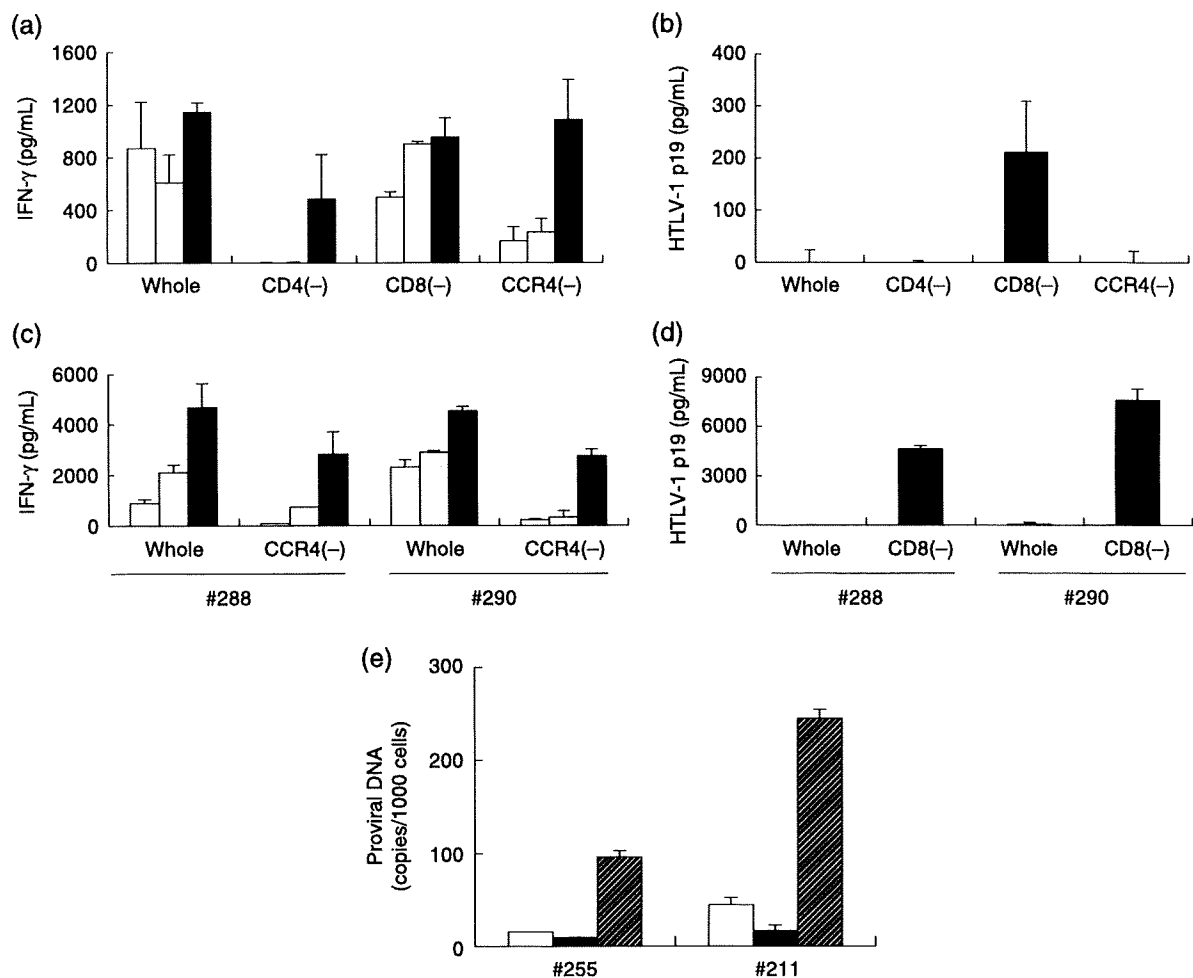 (a)
IFN-γ (pg/mL)
1600
1200
800
400
0
Whole CD4(–) CD8(–) CCR4(–)
(b)
HTLV-1 p19 (pg/mL)
400
300
200
100
0
Whole CD4(–) CD8(–) CCR4(–)
(c)
IFN-γ (pg/mL)
6000
4000
2000
0
Whole CCR4(–) Whole CCR4(–)
#288 #290
(d)
HTLV-1 p19 (pg/mL)
9000
6000
3000
0
Whole CD8(–) Whole CD8(–)
#288 #290
(e)
Proviral DNA
(copies/1000 cells)
300
200
100
0
#255 #211